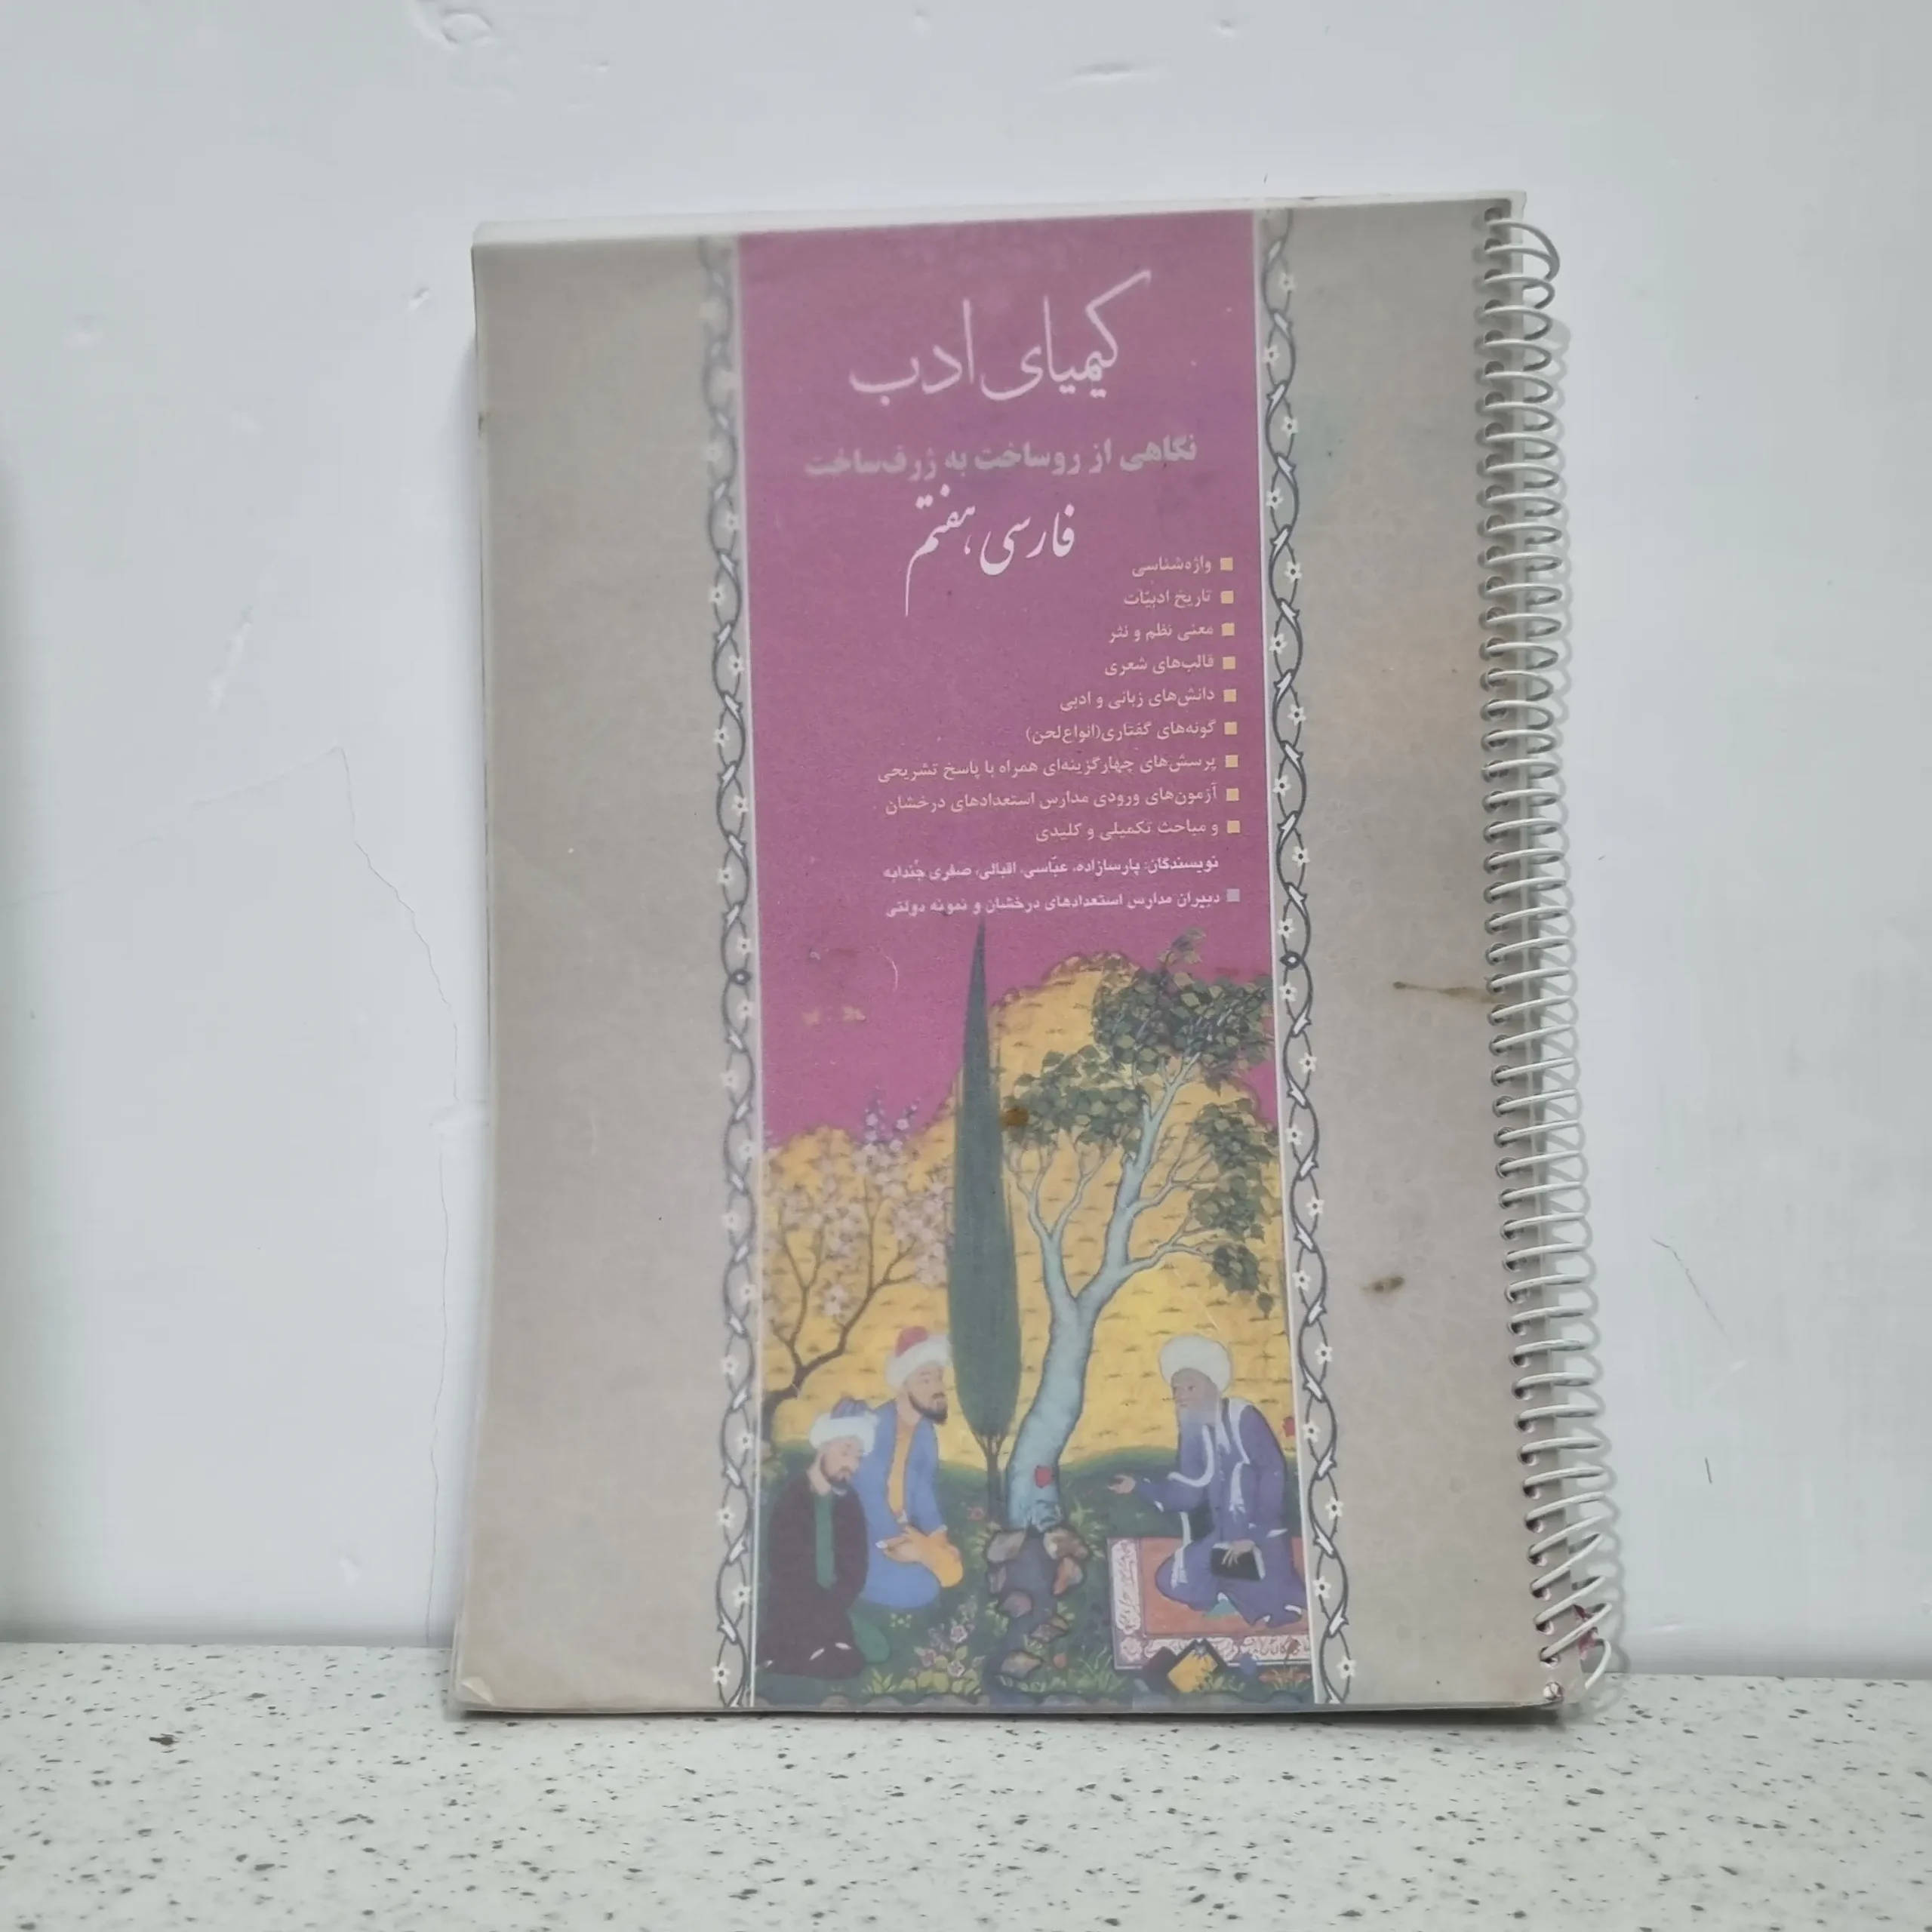 کیمیای ادب
نگاهی از روساخت به ژرف‌ساخت
فارسی، هفتم
واژه‌شناسی
تاریخ ادبیّات
معنی نظم و نثر
قالب‌های شعری
دانش‌های زبانی و ادبی
گونه‌های گفتاری(انواع لحن)
پرسش‌های چهارگزینه‌ای همراه با پاسخ تشریحی
آزمون‌های ورودی مدارس استعدادهای درخشان
و مباحث تکمیلی و کلیدی
نویسندگان: پارسازاده، عبّاسی، اقبالی، صفری جُندابه
دبیران مدارس استعدادهای درخشان و نمونه دولتی